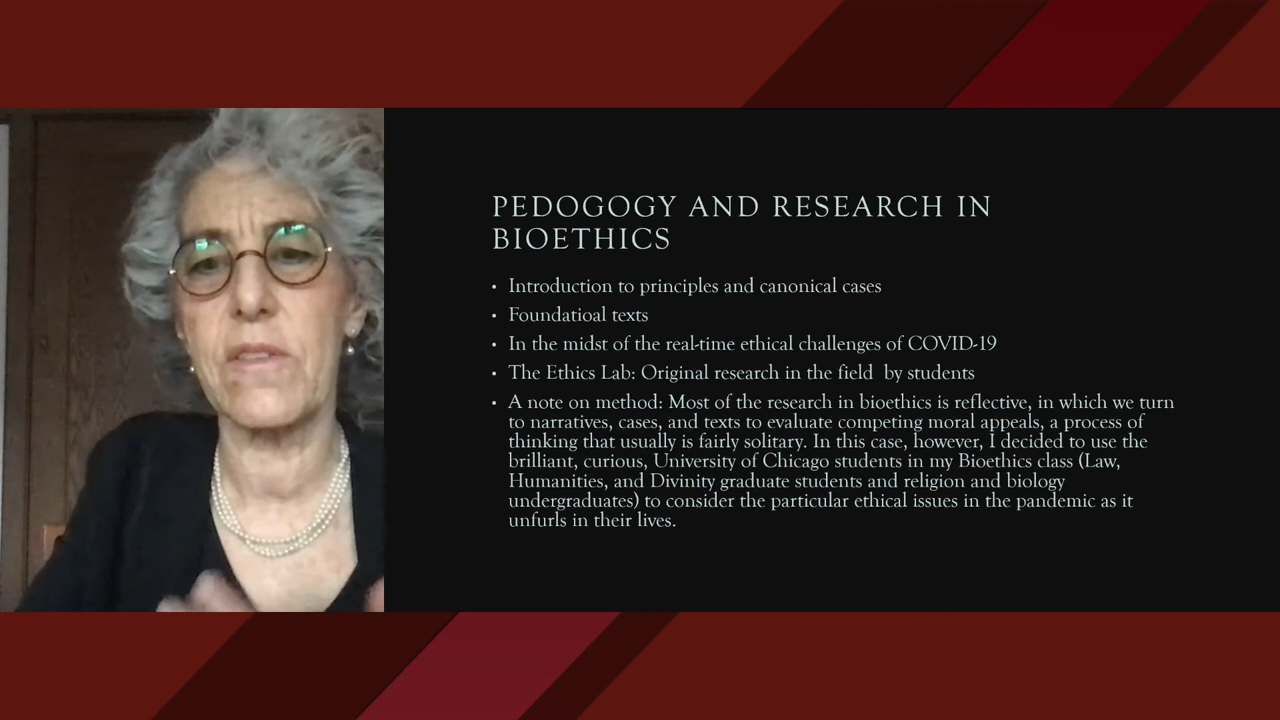 PEDOGOGY AND RESEARCH IN
BIOETHICS
• Introduction to principles and canonical cases
• Foundatioal texts
• In the midst of the real-time ethical challenges of COVID-19
• The Ethics Lab: Original research in the field  by students
• A note on method: Most of the research in bioethics is reflective, in which we turn
to narratives, cases, and texts to evaluate competing moral appeals, a process of
thinking that usually is fairly solitary. In this case, however, I decided to use the
brilliant, curious, University of Chicago students in my Bioethics class (Law,
Humanities, and Divinity graduate students and religion and biology
undergraduates) to consider the particular ethical issues in the pandemic as it
unfurls in their lives.